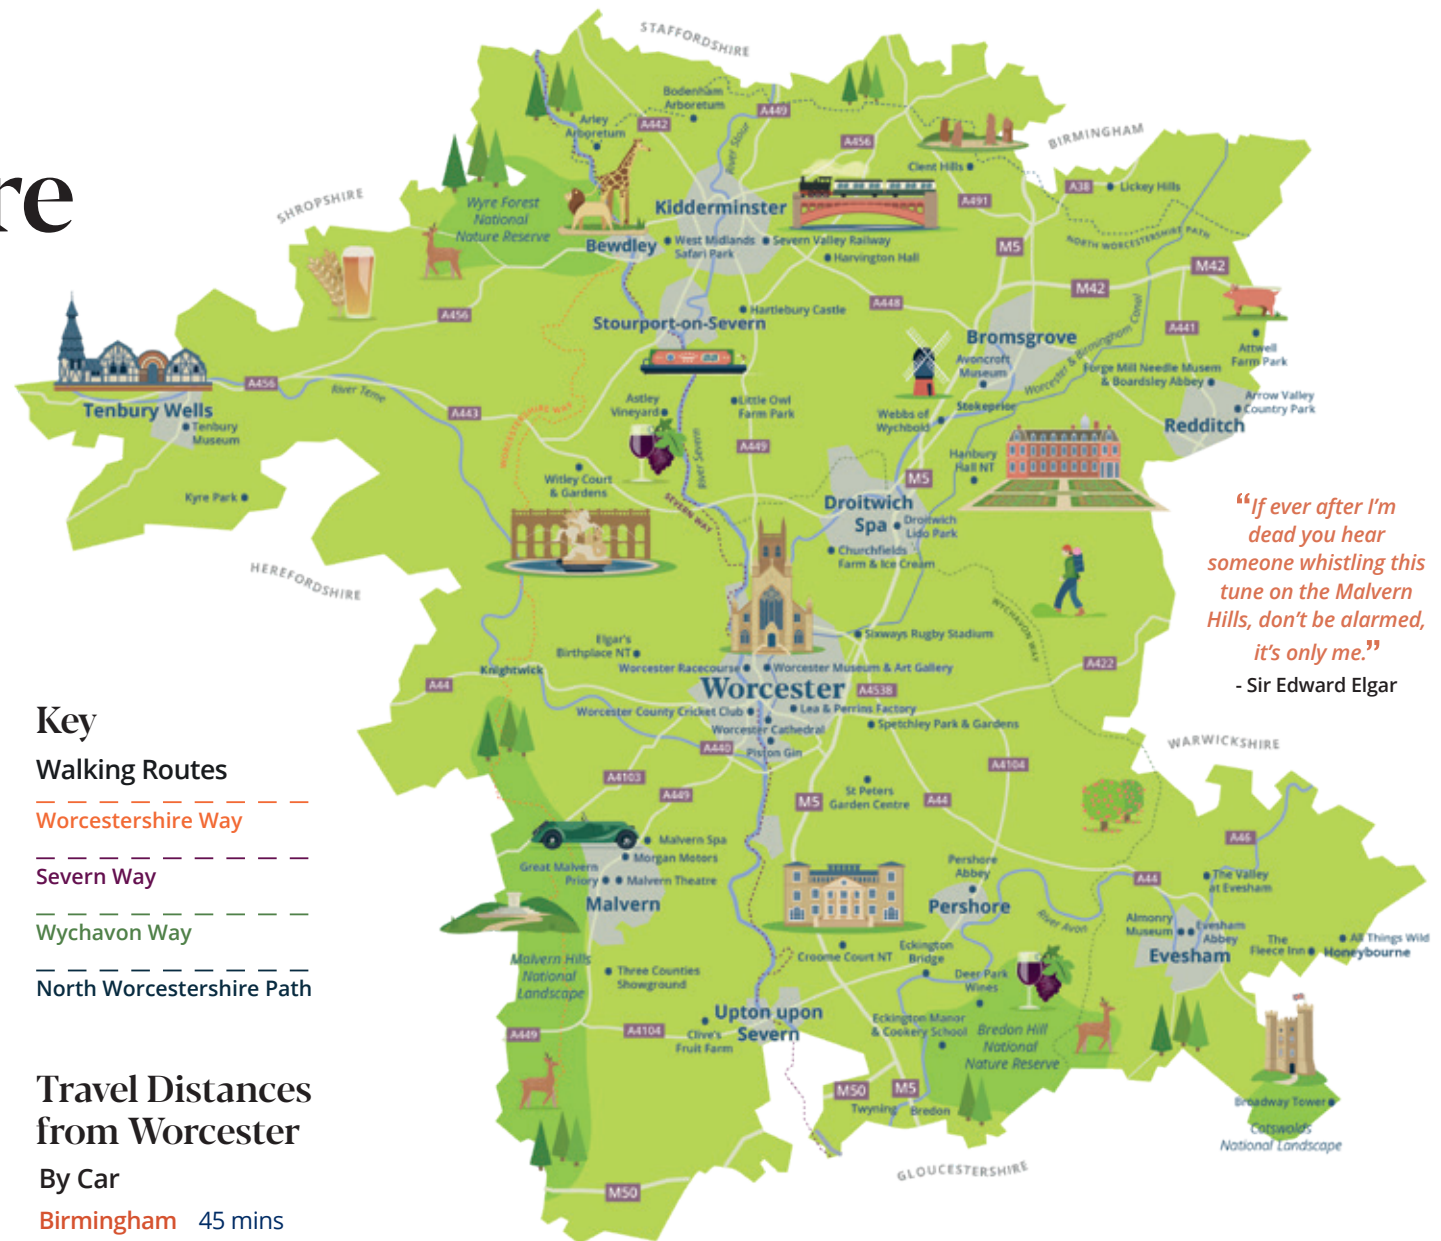 re
STAFFORDSHIRE
Bodenham
Arboretum
A449
A442
Arley
Arboretum
River Stour
A456
BIRMINGHAM
Clent Hills
A38
Lickey Hills
A491
SHROPSHIRE
Wyre Forest
National
Nature Reserve
Kidderminster
Bewdley
West Midlands
Safari Park
Severn Valley Railway
Harvington Hall
M5
NORTH WORCESTERSHIRE PATH
M42
M42
A456
Hartlebury Castle
A448
Stourport-on-Severn
Bromsgrove
Avoncroft
Museum
Worcester & Birmingham Canal
A441
Attwell
Farm Park
Forge Mill Needle Musem
& Boardsley Abbey
Arrow Valley
Country Park
Redditch
A456
River Teme
Tenbury Wells
Tenbury
Museum
A443
WORCESTERSHIRE WAY
Astley
Vineyard
Little Owl
Farm Park
Webbs of
Wychbold
Stokeprior
A449
River Severn
Hanbury
Hall NT
M5
Kyre Park
Witley Court
& Gardens
SEVERN WAY
Droitwich
Spa
Droitwich
Lido Park
Churchfields
Farm & Ice Cream
HEREFORDSHIRE
“If ever after I’m
dead you hear
someone whistling this
tune on the Malvern
Hills, don’t be alarmed,
it’s only me.”
- Sir Edward Elgar
WYCHAVON WAY
Elgar’s
Birthplace NT
Sixways Rugby Stadium
Knightwick
Worcester Racecourse
Worcester Museum & Art Gallery
A422
A44
Worcester
A4538
Worcester County Cricket Club
Lea & Perrins Factory
Worcester Cathedral
Spetchley Park & Gardens
A440
Piston Gin
WARWICKSHIRE
A4104
A4103
A449
M5
St Peters
Garden Centre
A44
Key
Walking Routes
Worcestershire Way
Severn Way
Wychavon Way
North Worcestershire Path
Malvern Spa
Morgan Motors
Great Malvern
Priory
Malvern Theatre
Malvern
A46
Pershore
Abbey
Pershore
A44
The Valley
at Evesham
River Avon
Almonry
Museum
Evesham
Abbey
Evesham
The
Fleece Inn
All Things Wild
Honeybourne
Malvern Hills
National
Landscape
Three Counties
Showground
Croome Court NT
Eckington
Bridge
Deer Park
Wines
Upton upon
Severn
A449
A4104
Clive’s
Fruit Farm
Eckington Manor
& Cookery School
Bredon Hill
National
Nature Reserve
M50
M5
Twyning
Bredon
Broadway Tower
Cotswolds
National Landscape
GLOUCESTERSHIRE
M50
Travel Distances
from Worcester
By Car
Birmingham 45 mins